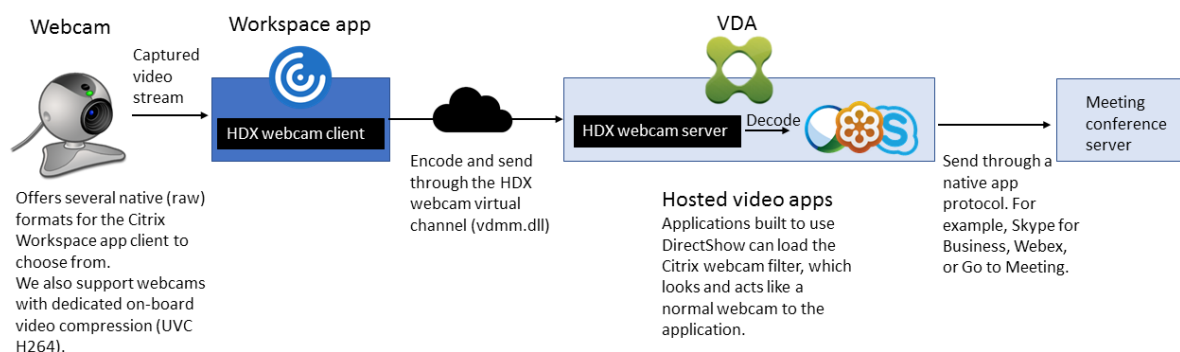 Webcam
Captured
video
stream
Offers several native (raw)
formats for the Citrix
Workspace app client to
choose from.
We also support webcams
with dedicated on-board
video compression (UVC
H264).
Workspace app
HDX webcam client
Encode and send
through the HDX
webcam virtual
channel (vdmm.dll)
VDA
HDX webcam server
Decode
S
Hosted video apps
Applications built to use
DirectShow can load the
Citrix webcam filter, which
looks and acts like a
normal webcam to the
application.
Send through a
native app
protocol. For
example, Skype for
Business, Webex,
or Go to Meeting.
Meeting
conference
server